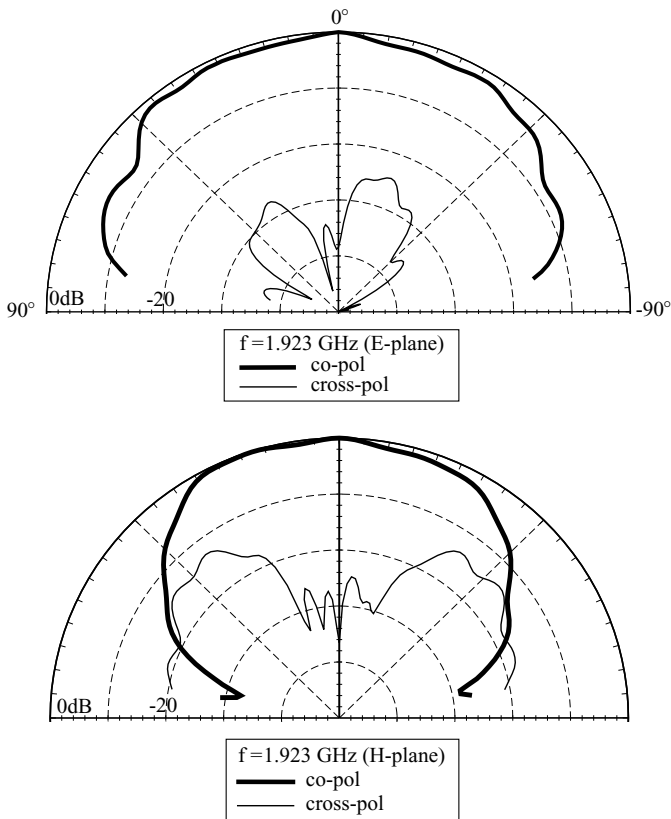 0°
90°
0dB
-20
-90°
f =1.923 GHz (E-plane)
co-pol
cross-pol
0dB
-20
f =1.923 GHz (H-plane)
co-pol
cross-pol